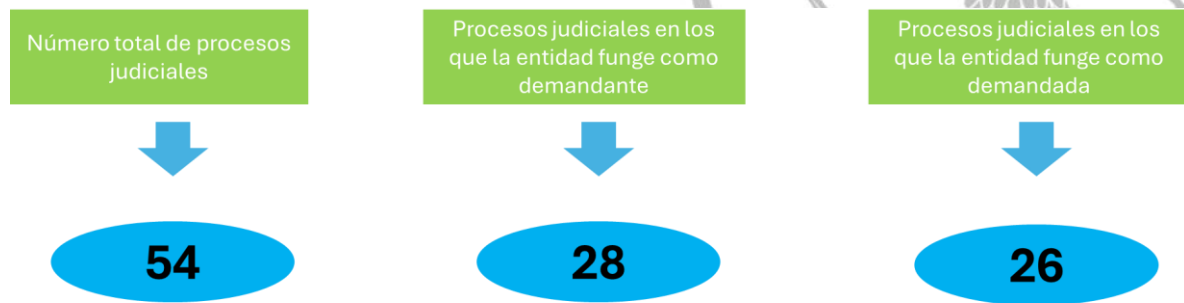 Número total de procesos
judiciales
Procesos judiciales en los
que la entidad funge como
demandante
Procesos judiciales en los
que la entidad funge como
demandada
54
28
26